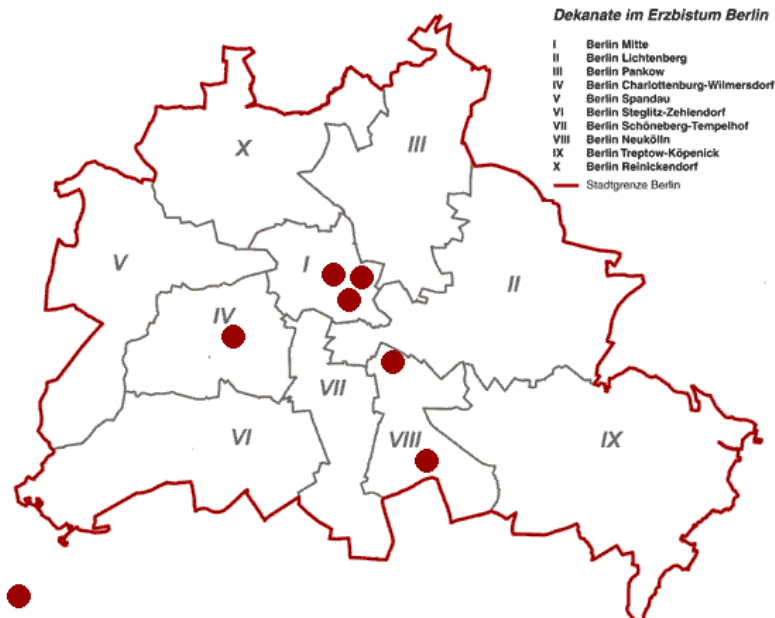 Dekanate im Erzbistum Berlin
I Berlin Mitte
II Berlin Lichtenberg
III Berlin Pankow
IV Berlin Charlottenburg-Wilmersdorf
V Berlin Spandau
VI Berlin Steglitz-Zehlendorf
VII Berlin Schöneberg-Tempelhof
VIII Berlin Neukölln
IX Berlin Treptow-Köpenick
X Berlin Reinickendorf
Stadtgrenze Berlin
X
III
V
I
II
IV
VII
VI
VIII
IX